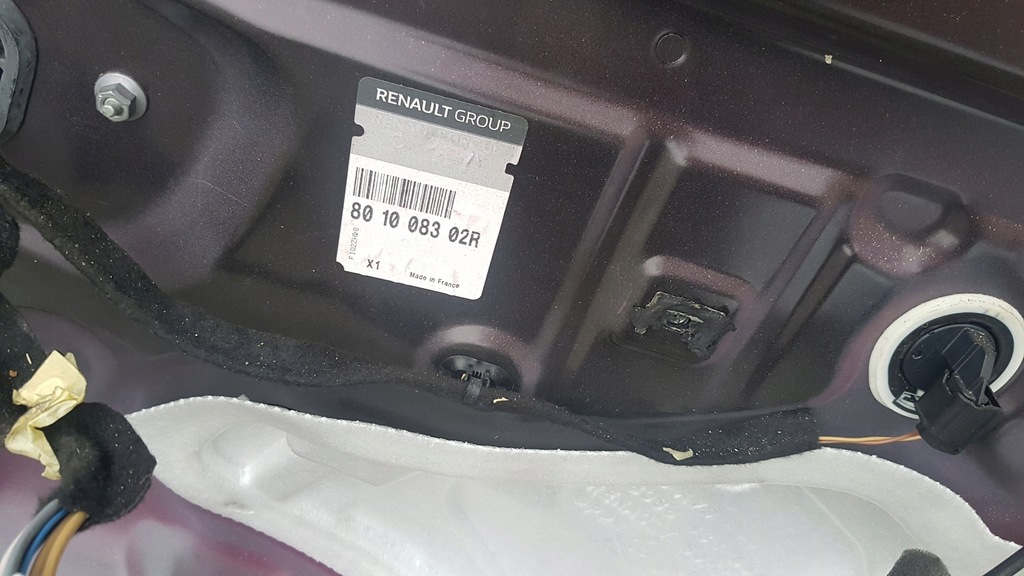 RENAULT GROUP
80 10 083 02R
X1
Made in France